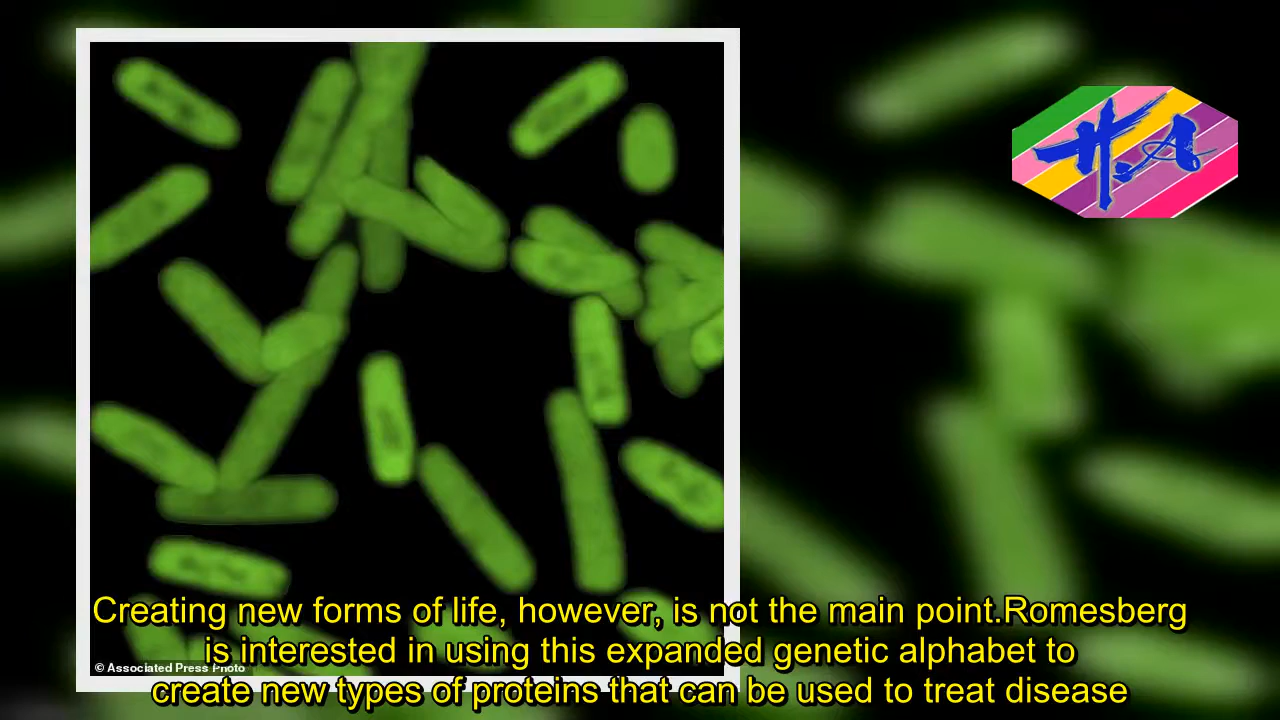 H.A
© Associated Press Photo
Creating new forms of life, however, is not the main point.Romesberg
is interested in using this expanded genetic alphabet to
create new types of proteins that can be used to treat disease